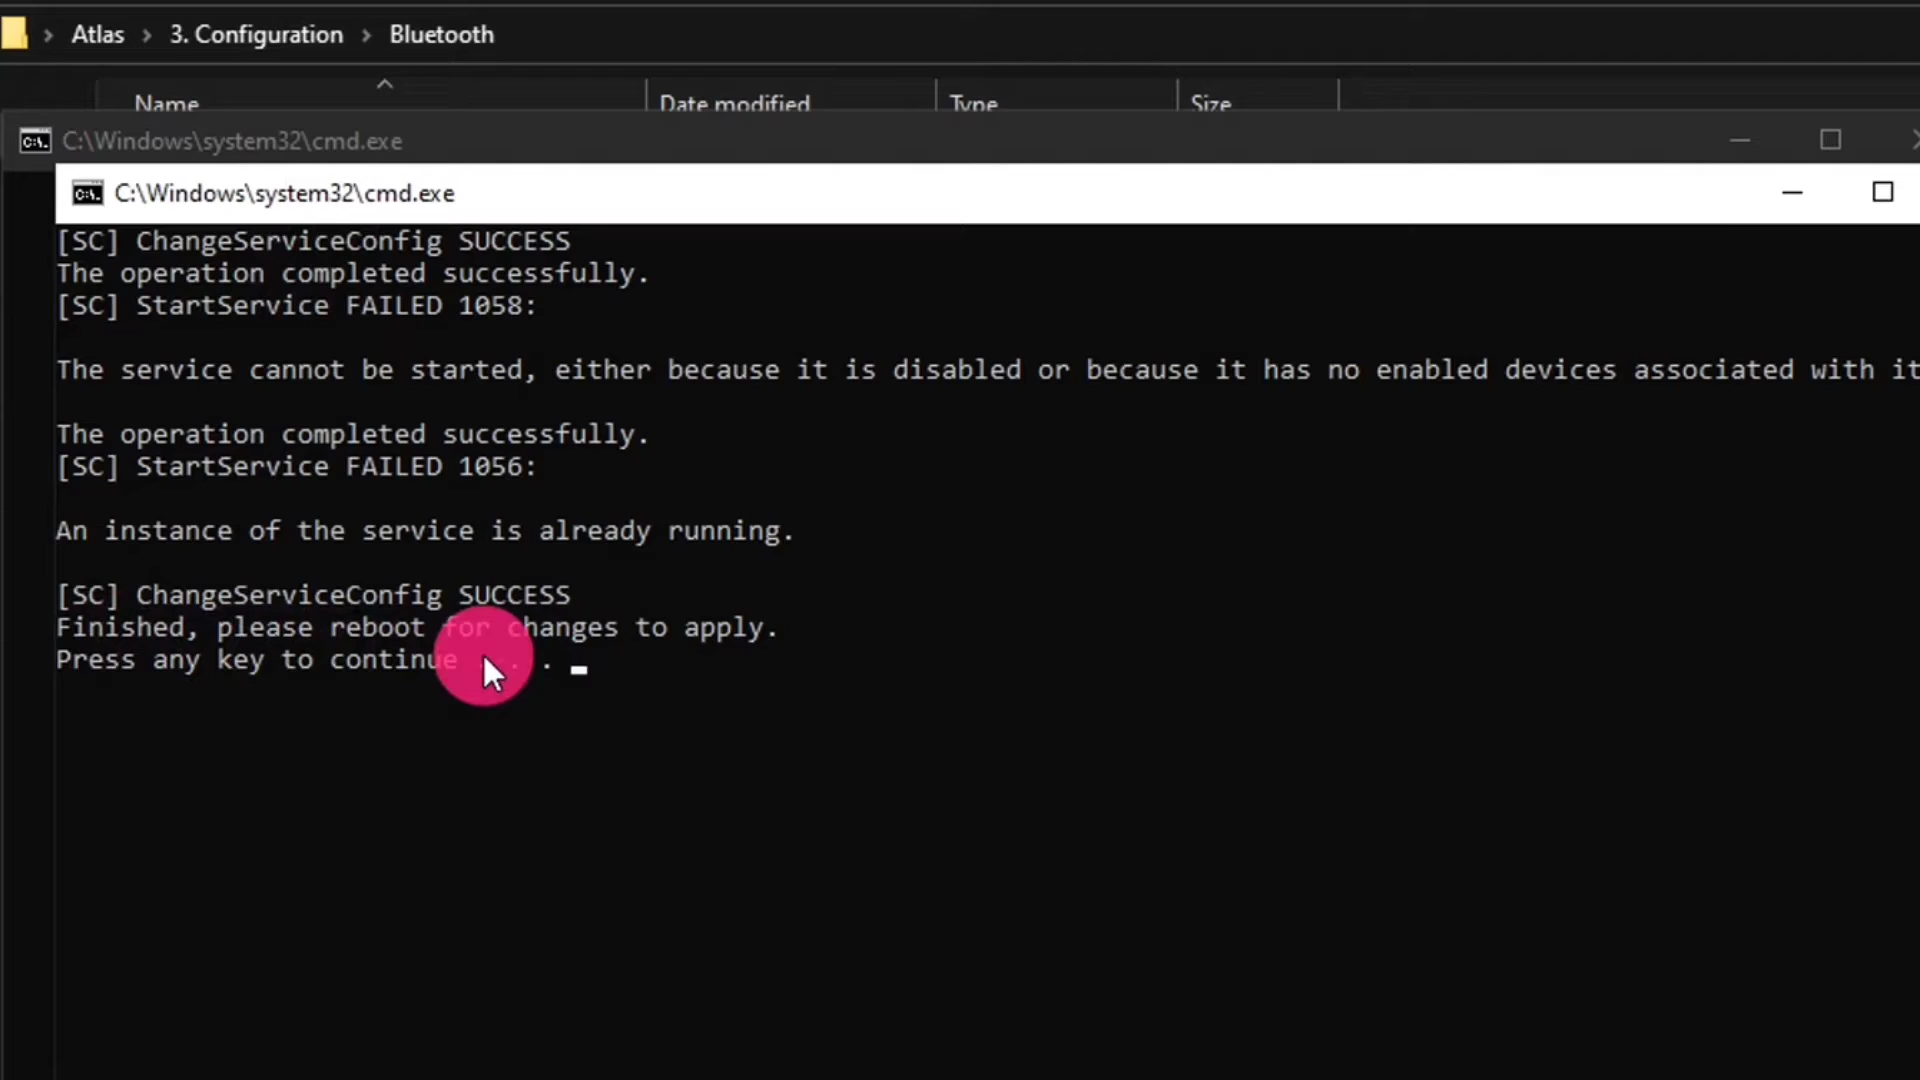 Atlas > 3. Configuration > Bluetooth
Name Date modified Type Size
C:\Windows\system32\cmd.exe
C:\Windows\system32\cmd.exe
[SC] ChangeServiceConfig SUCCESS
The operation completed successfully.
[SC] StartService FAILED 1058:
The service cannot be started, either because it is disabled or because it has no enabled devices associated with it
The operation completed successfully.
[SC] StartService FAILED 1056:
An instance of the service is already running.
[SC] ChangeServiceConfig SUCCESS
Finished, please reboot for changes to apply.
Press any key to continue . . .